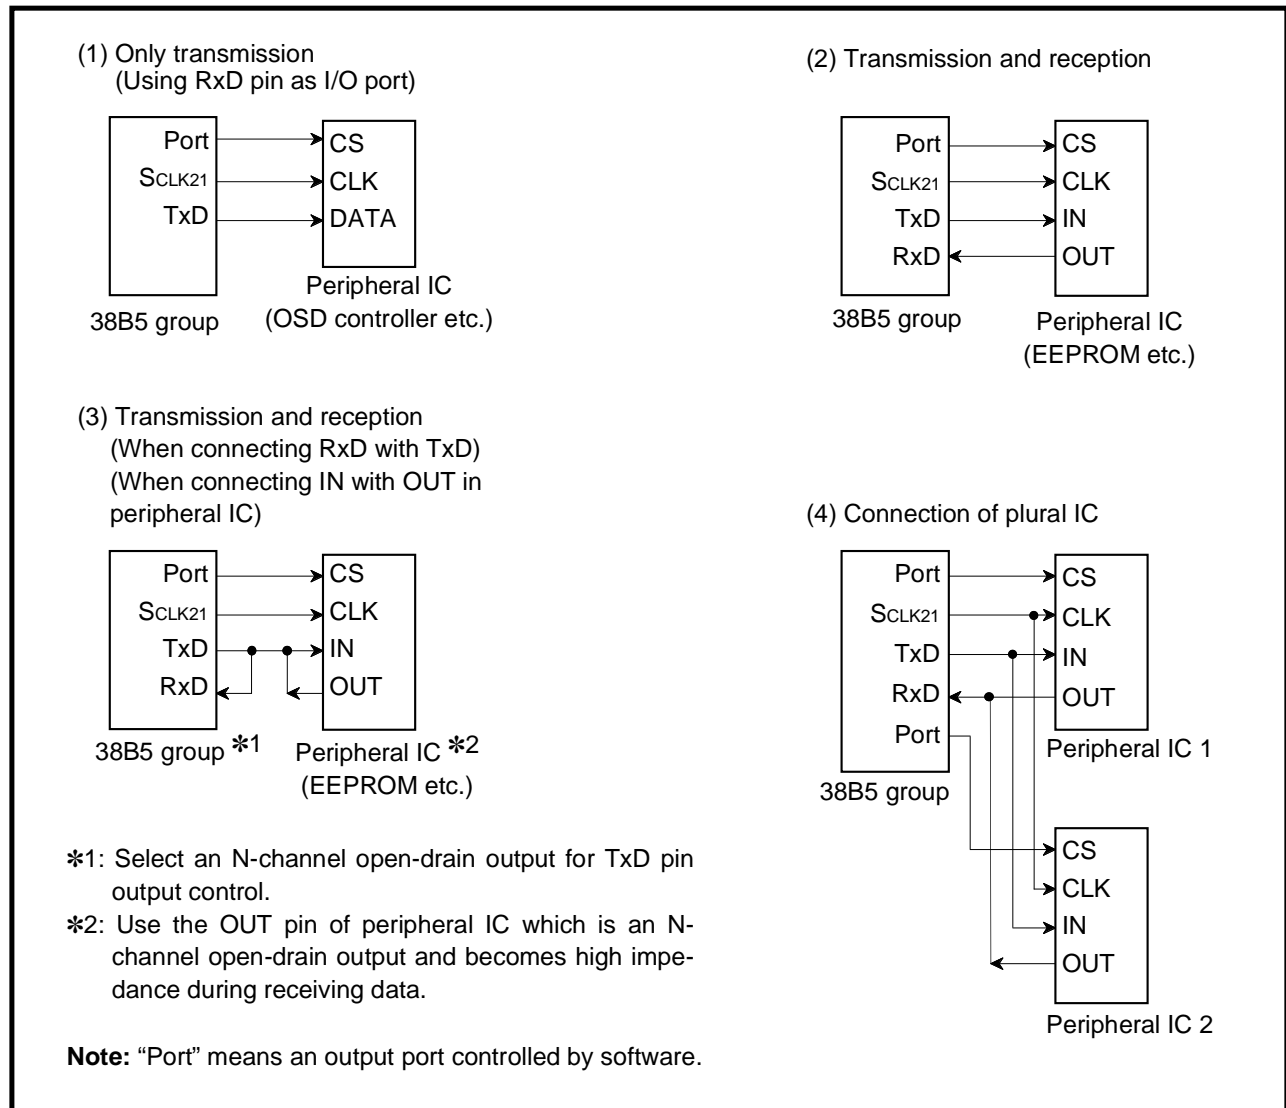 (1) Only transmission
(Using RxD pin as I/O port)
Port
SCLK21
TxD
CS
CLK
DATA
38B5 group
Peripheral IC
(OSD controller etc.)
(2) Transmission and reception
Port
SCLK21
TxD
RxD
CS
CLK
IN
OUT
38B5 group
Peripheral IC
(EEPROM etc.)
(3) Transmission and reception
(When connecting RxD with TxD)
(When connecting IN with OUT in
peripheral IC)
Port
SCLK21
TxD
RxD
CS
CLK
IN
OUT
38B5 group ✻1
Peripheral IC ✻2
(EEPROM etc.)
(4) Connection of plural IC
Port
SCLK21
TxD
RxD
Port
CS
CLK
IN
OUT
Peripheral IC 1
38B5 group
CS
CLK
IN
OUT
Peripheral IC 2
✻1: Select an N-channel open-drain output for TxD pin
output control.
✻2: Use the OUT pin of peripheral IC which is an N-
channel open-drain output and becomes high impe-
dance during receiving data.
Note: “Port” means an output port controlled by software.